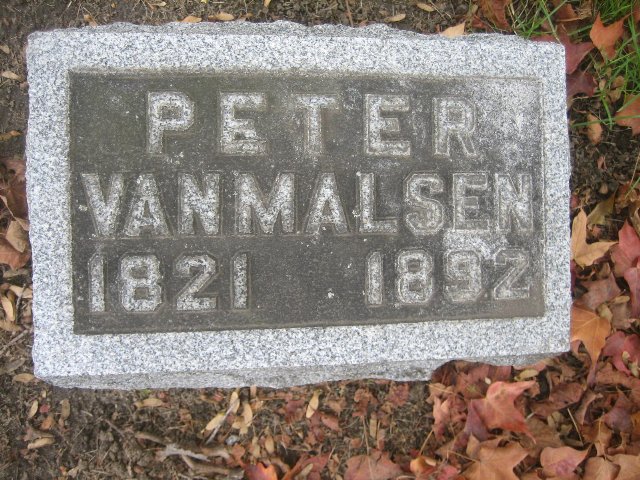 PETER
VANMALSEN
1821 1892